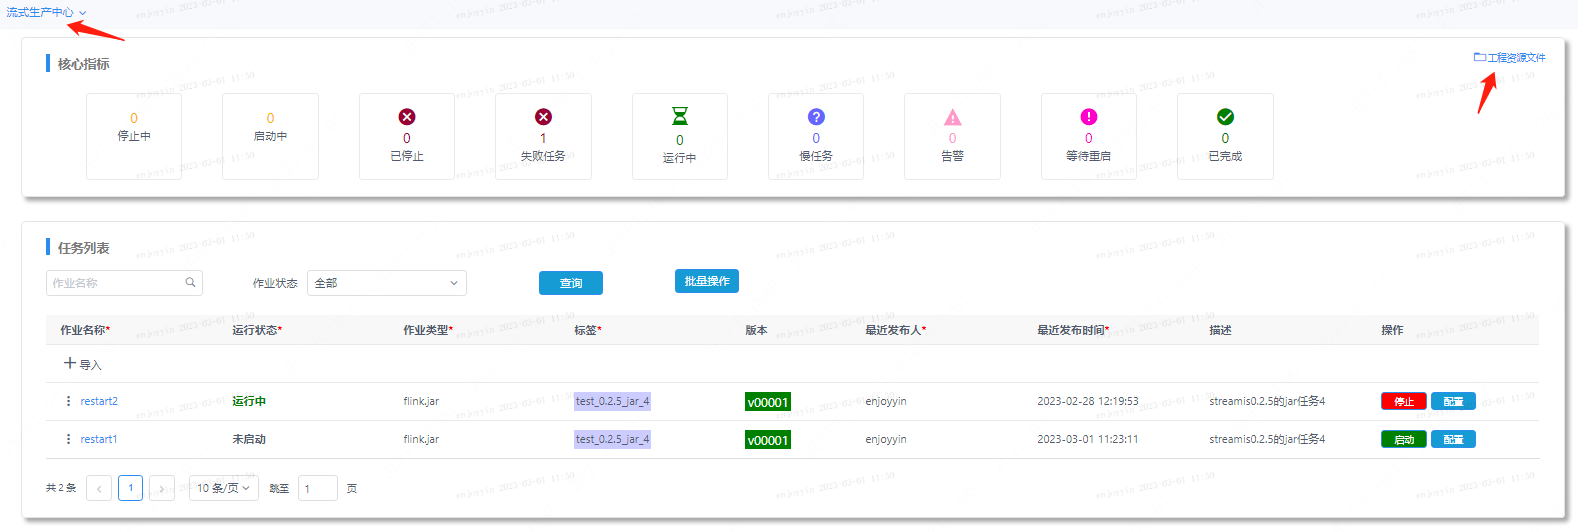 流式生产中心
核心指标
工程资源文件
0 0 0 1 0 0 0 0 0
停止中 启动中 已停止 失败任务 运行中 慢任务 告警 等待重启 已完成
任务列表
作业名称 作业状态 全部 查询 批量操作
作业名称* 运行状态* 作业类型* 标签* 版本 最近发布人* 最近发布时间* 描述 操作
导入
restart2 运行中 flink.jar test_0.2.5_jar_4 v00001 enjoyyin 2023-02-28 12:19:53 streamis0.2.5的jar任务4 停止 配置
restart1 未启动 flink.jar test_0.2.5_jar_4 v00001 enjoyyin 2023-03-01 11:23:11 streamis0.2.5的jar任务4 启动 配置
共 2 条 1 10 条/页 跳至 1 页